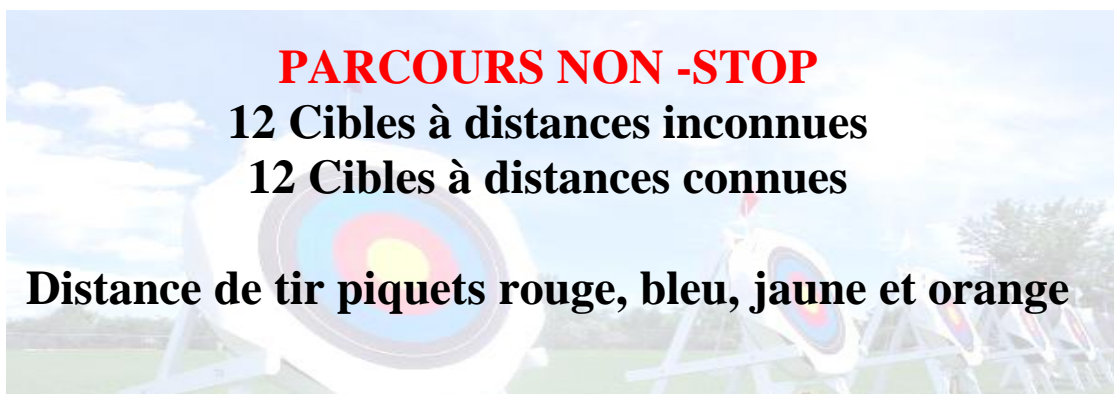 PARCOURS NON -STOP
12 Cibles à distances inconnues
12 Cibles à distances connues
Distance de tir piquets rouge, bleu, jaune et orange